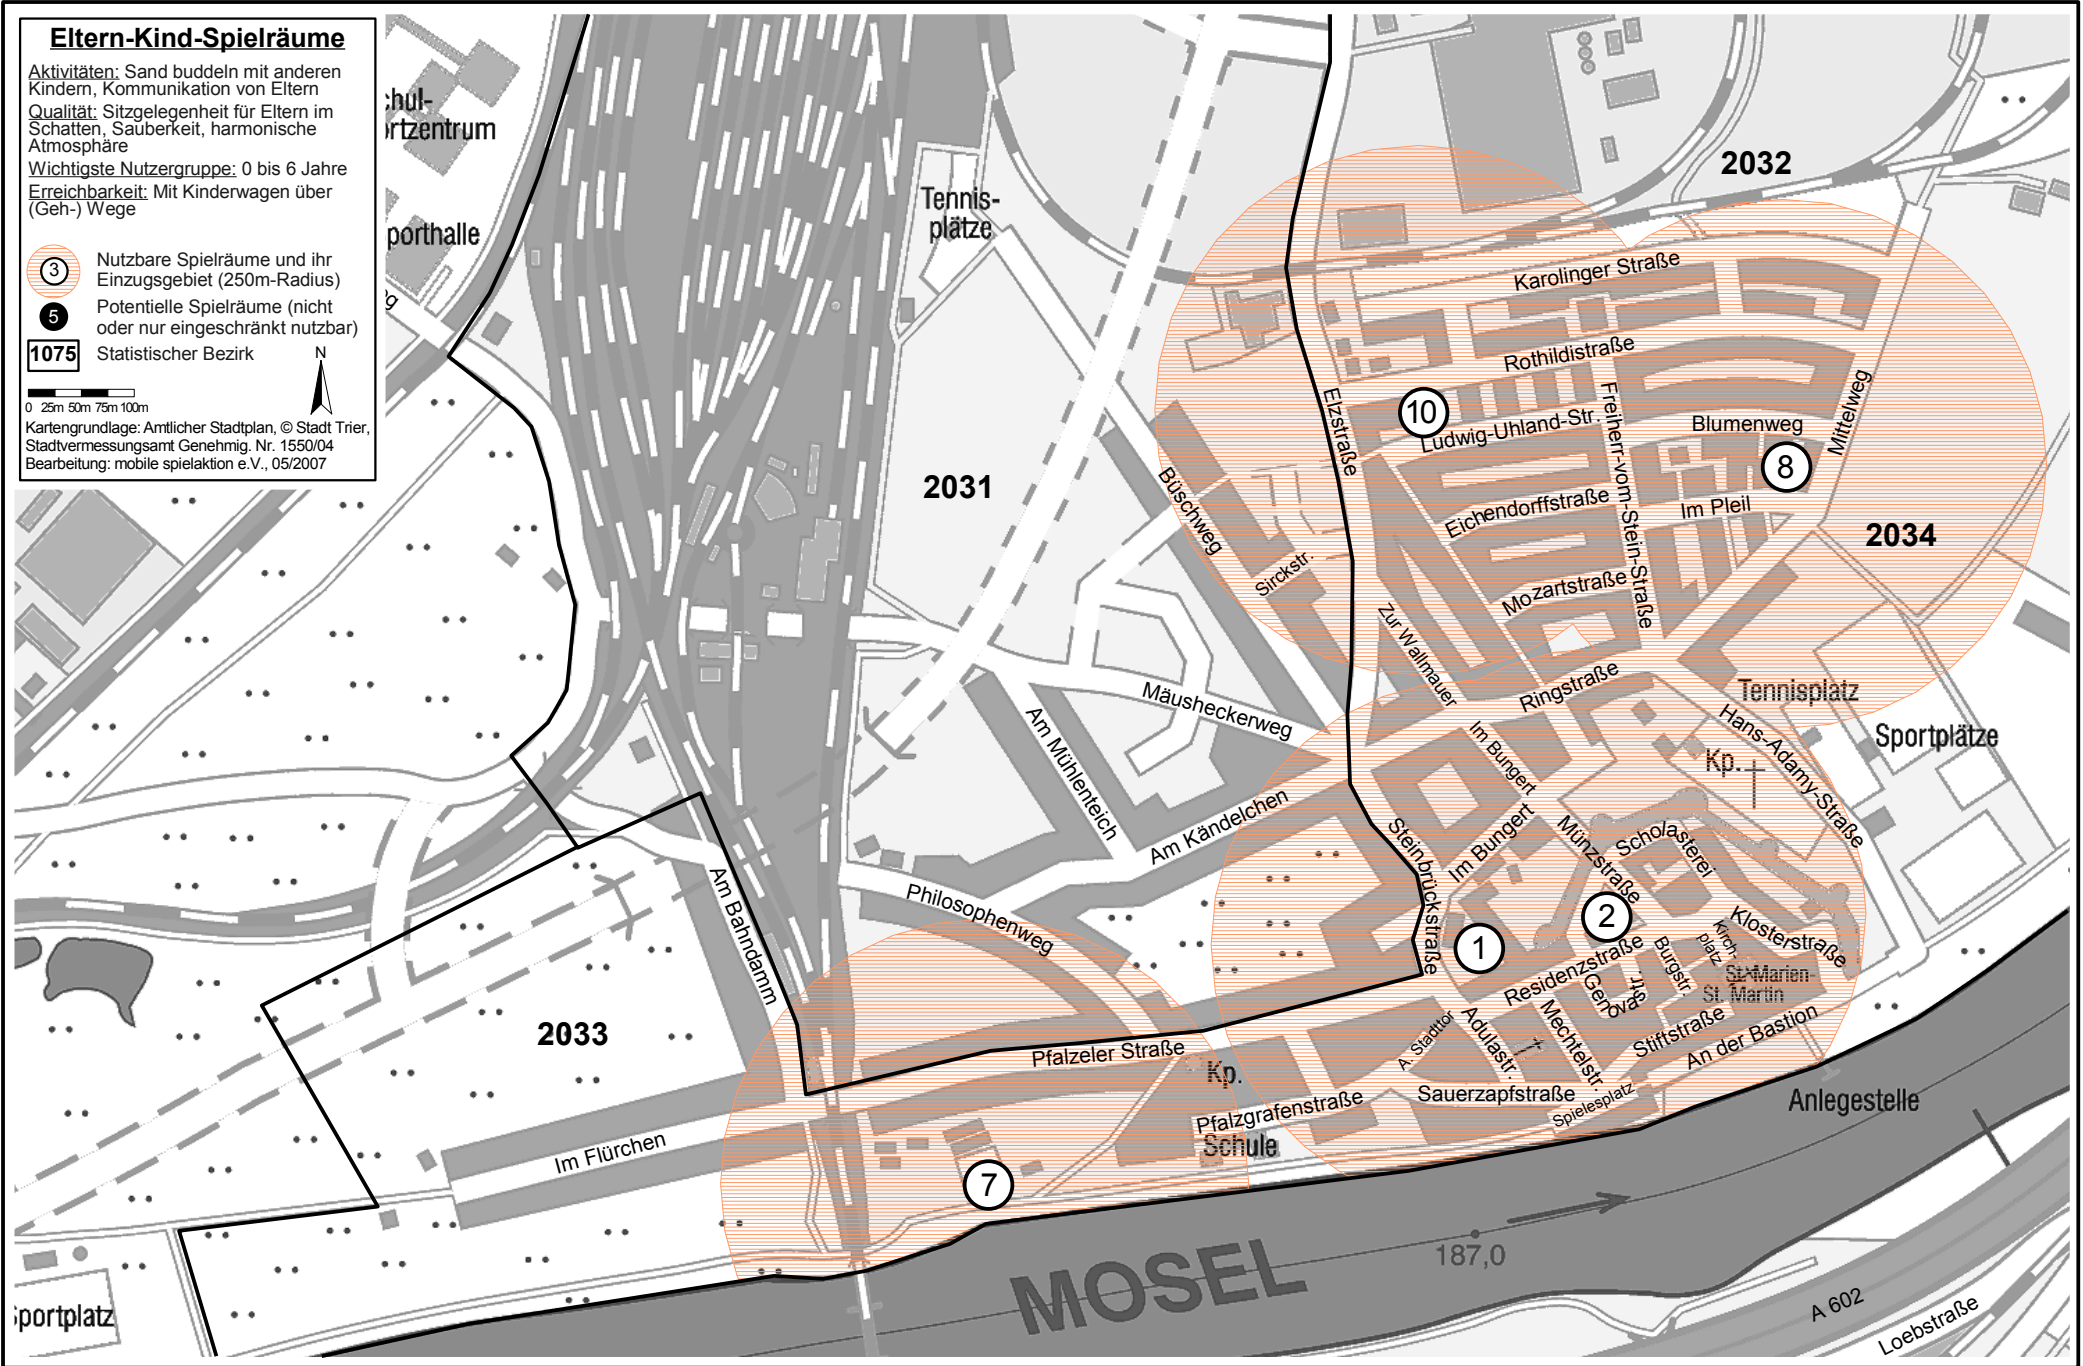 Eltern-Kind-Spielräume
Aktivitäten: Sand buddeln mit anderen
Kindern, Kommunikation von Eltern
Qualität: Sitzgelegenheit für Eltern im
Schatten, Sauberkeit, harmonische
Atmosphäre
Wichtigste Nutzergruppe: 0 bis 6 Jahre
Erreichbarkeit: Mit Kinderwagen über
(Geh-) Wege
3
Nutzbare Spielräume und ihr
Einzugsgebiet (250m-Radius)
5
Potentielle Spielräume (nicht
oder nur eingeschränkt nutzbar)
1075
Statistischer Bezirk
N
0 25m 50m 75m 100m
Kartengrundlage: Amtlicher Stadtplan, © Stadt Trier,
Stadtvermessungsamt Genehmig. Nr. 1550/04
Bearbeitung: mobile spielaktion e.V., 05/2007
chul-
ortzentrum
porthalle
Tennis-
plätze
2032
Karolinger Straße
Rothildistraße
Elzstraße
10
Ludwig-Uhland-Str.
Freiherr-vom-Stein-Straße
Blumenweg
Mittelweg
8
2031
Büschweg
Eichendorffstraße
Im Pleil
2034
Sirckstr.
Mozartstraße
Zur Wallmauer
Ringstraße
Tennisplatz
Mäusheckerweg
Am Mühlenteich
Im Bungert
Hans-Adamy-Straße
Sportplätze
Kp.
Am Kändelchen
Steinbrückstraße
Im Bungert
Münzstraße
Scholasterei
Am Bahndamm
Philosophenweg
1
2
Klosterstraße
Kirch-
platz
Residenzstraße
Burgstr.
St. Marien-
St. Martin
Genovastr.
2033
Pfalzeler Straße
Kp.
A. Stadttor
Adulastr.
Mechtelstr.
Stiftstraße
An der Bastion
Pfalzgrafenstraße
Sauerzapfstraße
Spielesplatz
Anlegestelle
Schule
Im Flürchen
7
MOSEL
187,0
A 602
Loebstraße
Sportplatz